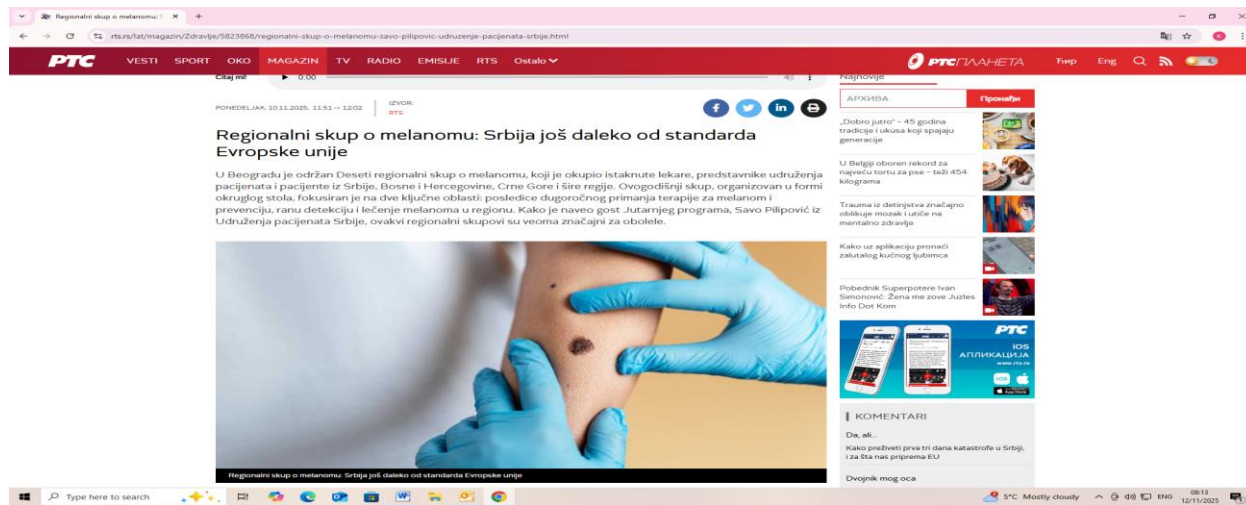 Regionalni skup o melanomu: S
rts.rs/lat/magazin/Zdravlje/5823868/regionalni-skup-o-melanomu-savo-pilipovic-udruzenje-pacijenata-srbije.html
РТС VESTI SPORT OKO MAGAZIN TV RADIO EMISIJE RTS Ostalo
РТС ПЛАНЕТА Ћир Eng
Čitaj mi! 0:00
PONEDELJAK, 10.11.2025, 11:51 -> 12:02
IZVOR:
RTS
Regionalni skup o melanomu: Srbija još daleko od standarda
Evropske unije
U Beogradu je održan Deseti regionalni skup o melanomu, koji je okupio istaknute lekare, predstavnike udruženja
pacijenata i pacijente iz Srbije, Bosne i Hercegovine, Crne Gore i šire regije. Ovogodišnji skup, organizovan u formi
okruglog stola, fokusiran je na dve ključne oblasti: posledice dugoročnog primanja terapije za melanom i
prevenciju, ranu detekciju i lečenje melanoma u regionu. Kako je naveo gost Jutarnjeg programa, Savo Pilipović iz
Udruženja pacijenata Srbije, ovakvi regionalni skupovi su veoma značajni za obolele.
Regionalni skup o melanomu: Srbija još daleko od standarda Evropske unije
Najnovije
АРХИВА Пронађи
„Dobro jutro“ – 45 godina
tradicije i ukusa koji spajaju
generacije
U Belgiji oboren rekord za
najveću tortu za pse – teži 454
kilograma
Trauma iz detinjstva značajno
oblikuje mozak i utiče na
mentalno zdravlje
Kako uz aplikaciju pronaći
zalutalog kućnog ljubimca
Pobednik Superpotere Ivan
Simonović: Žena me zove Juzles
Info Dot Kom
РТС
iOS
АПЛИКАЦИЈА
www.rts.rs
iOS
App Store
KOMENTARI
Da, ali...
Kako preživeti prva tri dana katastrofe u Srbiji,
i za šta nas priprema EU
Dvojnik mog oca
Type here to search
5°C Mostly cloudy ENG
08:13
12/11/2025